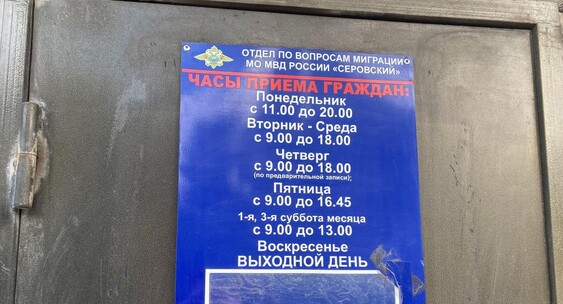 ОТДЕЛ ПО ВОПРОСАМ МИГРАЦИИ
МО МВД РОССИИ «СЕРОВСКИЙ»
ЧАСЫ ПРИЕМА ГРАЖДАН:
Понедельник
с 11.00 до 20.00
Вторник - Среда
с 9.00 до 18.00
Четверг
с 9.00 до 18.00
(по предварительной записи);
Пятница
с 9.00 до 16.45
1-я, 3-я суббота месяца
с 9.00 до 13.00
Воскресенье
ВЫХОДНОЙ ДЕНЬ